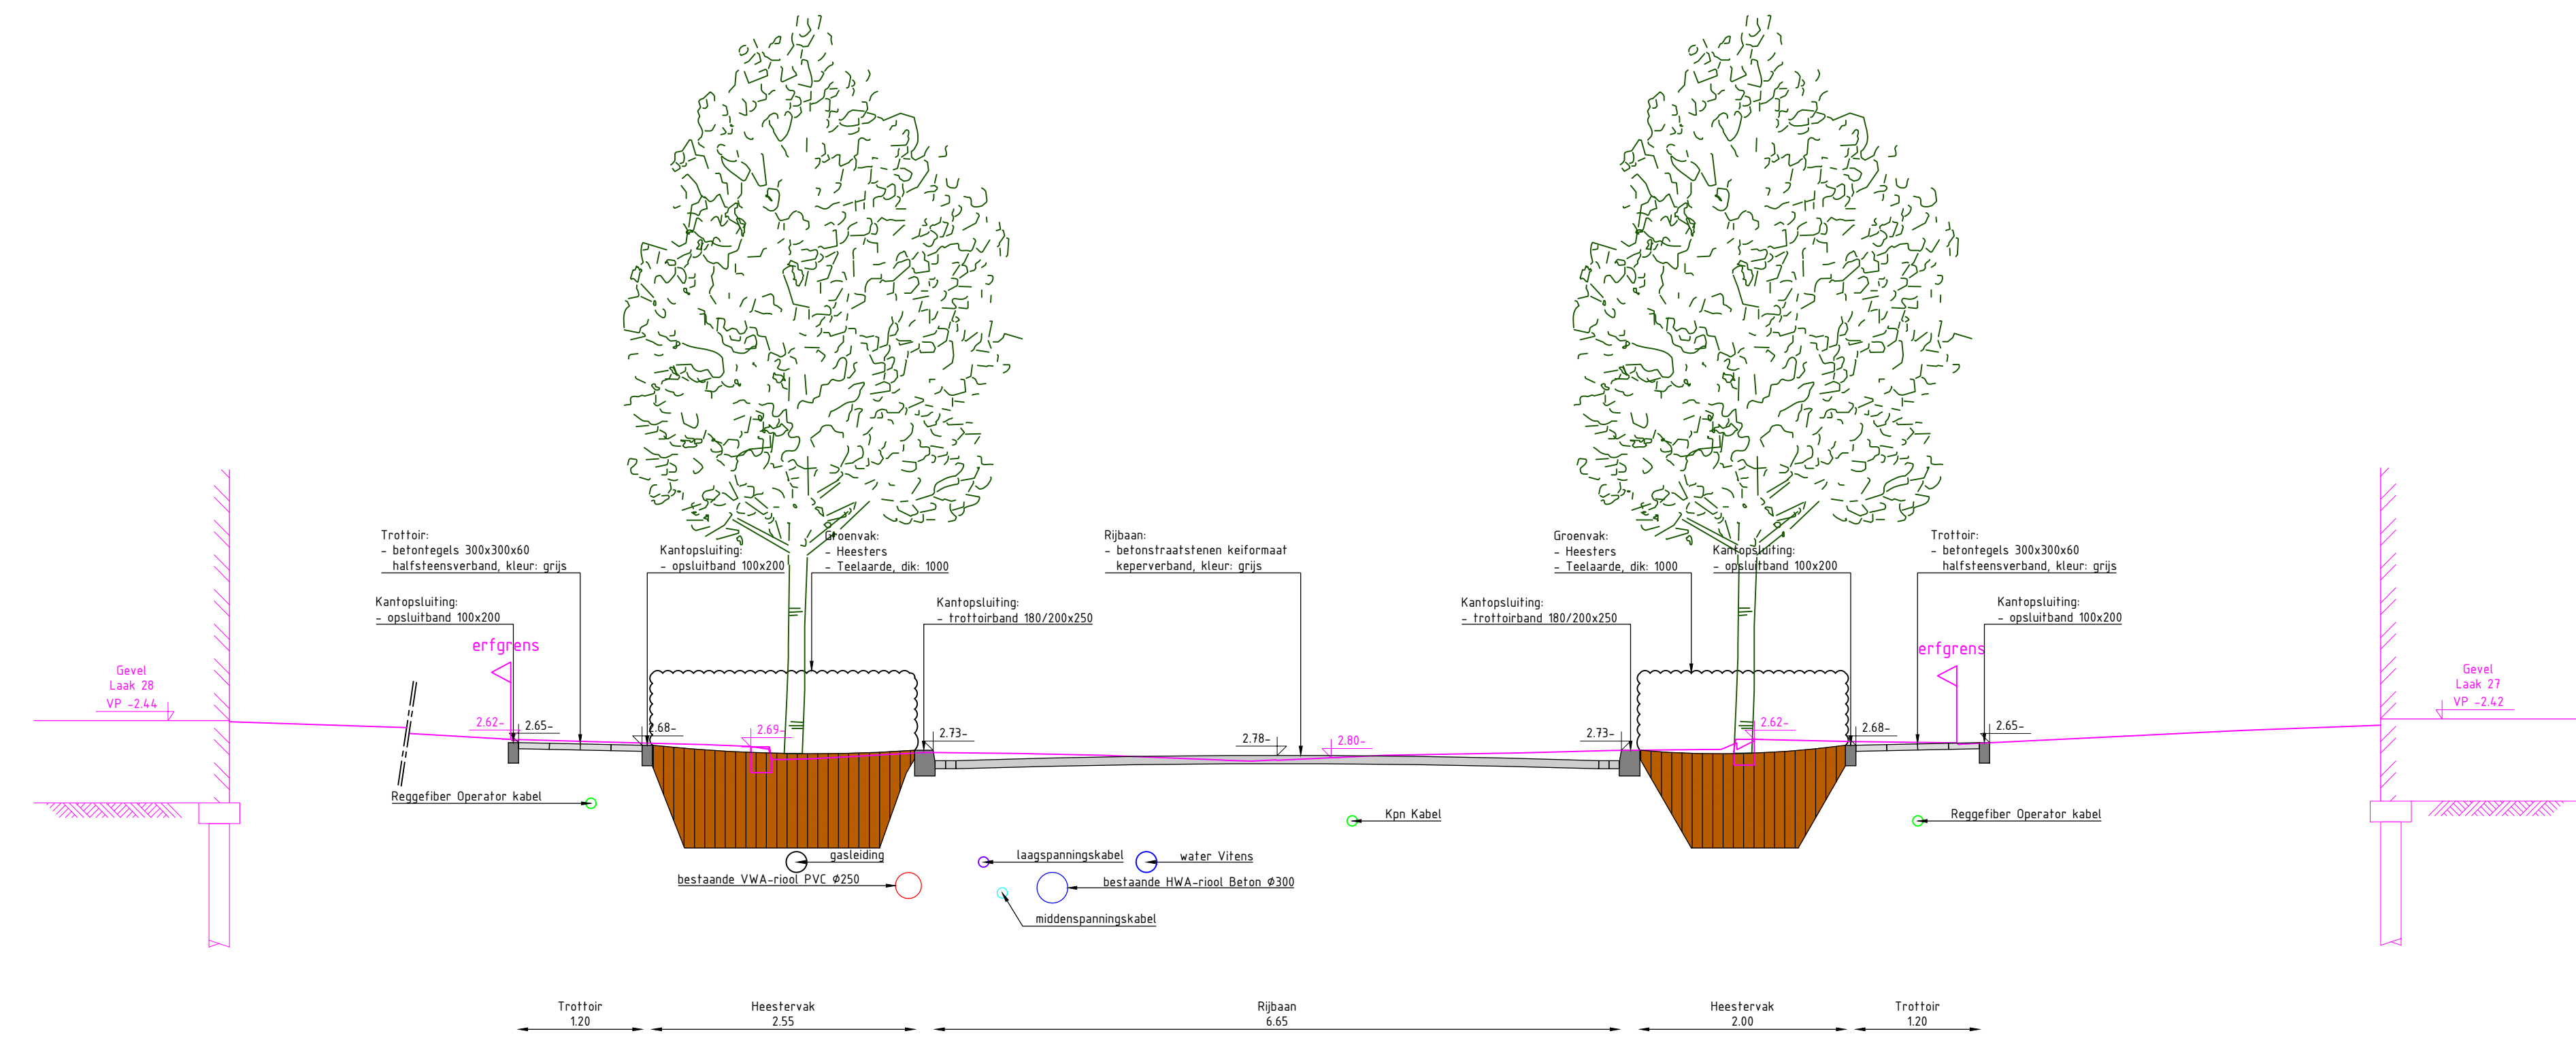 Trottoir:
- betontegels 300x300x60
halfsteensverband, kleur: grijs
Kantopsluiting:
- opsluitband 100x200
Groenvak:
- Heesters
- Teelaarde, dik: 1000
Rijbaan:
- betonstraatstenen keiformaat
keperverband, kleur: grijs
Groenvak:
- Heesters
- Teelaarde, dik: 1000
Kantopsluiting:
- opsluitband 100x200
Trottoir:
- betontegels 300x300x60
halfsteensverband, kleur: grijs
Kantopsluiting:
- opsluitband 100x200
Kantopsluiting:
- trottoirband 180/200x250
Kantopsluiting:
- trottoirband 180/200x250
Kantopsluiting:
- opsluitband 100x200
erfgrens
erfgrens
Gevel
Laak 28
VP -2.44
Gevel
Laak 27
VP -2.42
2.62-
2.65-
2.68-
2.69-
2.73-
2.78-
2.80-
2.73-
2.62-
2.68-
2.65-
Reggefiber Operator kabel
Kpn Kabel
Reggefiber Operator kabel
gasleiding
laagspanningskabel
water Vitens
bestaande VWA-riool PVC Ø250
bestaande HWA-riool Beton Ø300
middenspanningskabel
Trottoir
1.20
Heestervak
2.55
Rijbaan
6.65
Heestervak
2.00
Trottoir
1.20